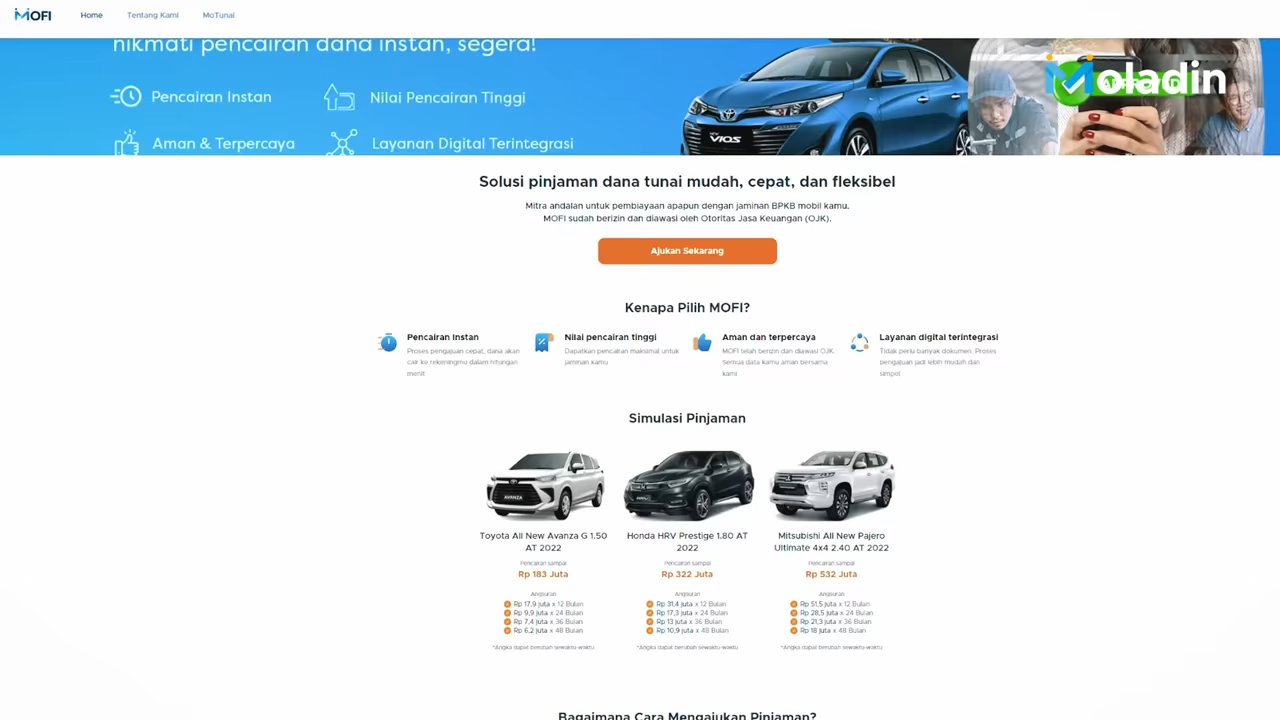 MOFI
Home
Tentang Kami
MoTunai
nikmati pencairan dana instan, segera!
Pencairan Instan
Nilai Pencairan Tinggi
Aman & Terpercaya
Layanan Digital Terintegrasi
VIOS
Moladin
Solusi pinjaman dana tunai mudah, cepat, dan fleksibel
Mitra andalan untuk pembiayaan apapun dengan jaminan BPKB mobil kamu.
MOFI sudah berizin dan diawasi oleh Otoritas Jasa Keuangan (OJK).
Ajukan Sekarang
Kenapa Pilih MOFI?
Pencairan Instan
Proses pengajuan cepat, dana akan
cair ke rekeningmu dalam hitungan
menit
Nilai pencairan tinggi
Dapatkan pencairan maksimal untuk
jaminan kamu
Aman dan terpercaya
MOFI telah berizin dan diawasi OJK.
Semua data kamu aman bersama
kami
Layanan digital terintegrasi
Tidak perlu banyak dokumen. Proses
pengajuan jadi lebih mudah dan
simpel
Simulasi Pinjaman
AVANZA
Toyota All New Avanza G 1.50
AT 2022
Pencairan sampai
Rp 183 Juta
Angsuran
Rp 17,9 juta x 12 Bulan
Rp 9,9 juta x 24 Bulan
Rp 7,4 juta x 36 Bulan
Rp 6,2 juta x 48 Bulan
*Angka dapat berubah sewaktu-waktu
Honda HRV Prestige 1.80 AT
2022
Pencairan sampai
Rp 322 Juta
Angsuran
Rp 31,4 juta x 12 Bulan
Rp 17,3 juta x 24 Bulan
Rp 13 juta x 36 Bulan
Rp 10,9 juta x 48 Bulan
*Angka dapat berubah sewaktu-waktu
Mitsubishi All New Pajero
Ultimate 4x4 2.40 AT 2022
Pencairan sampai
Rp 532 Juta
Angsuran
Rp 51,5 juta x 12 Bulan
Rp 28,5 juta x 24 Bulan
Rp 21,3 juta x 36 Bulan
Rp 18 juta x 48 Bulan
*Angka dapat berubah sewaktu-waktu
Bagaimana Cara Mengajukan Pinjaman?